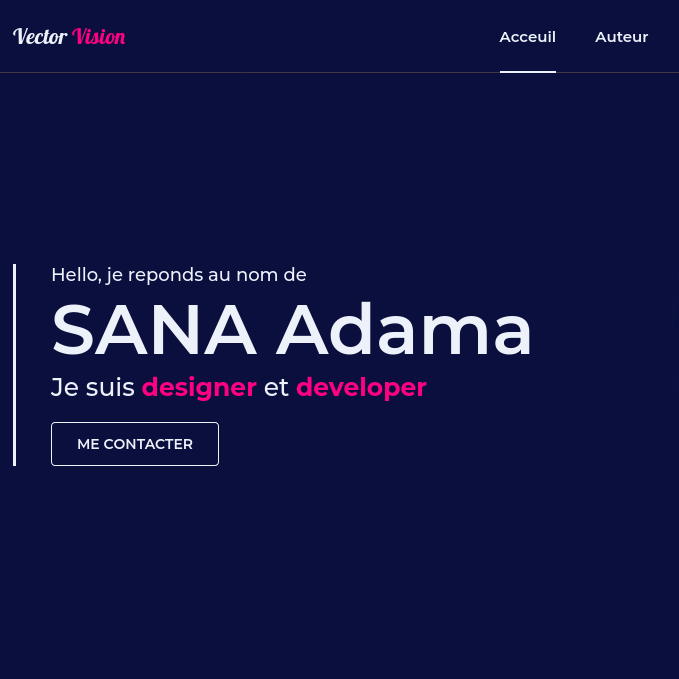 Vector Vision
Acceuil
Auteur
Hello, je reponds au nom de
SANA Adama
Je suis designer et developer
ME CONTACTER